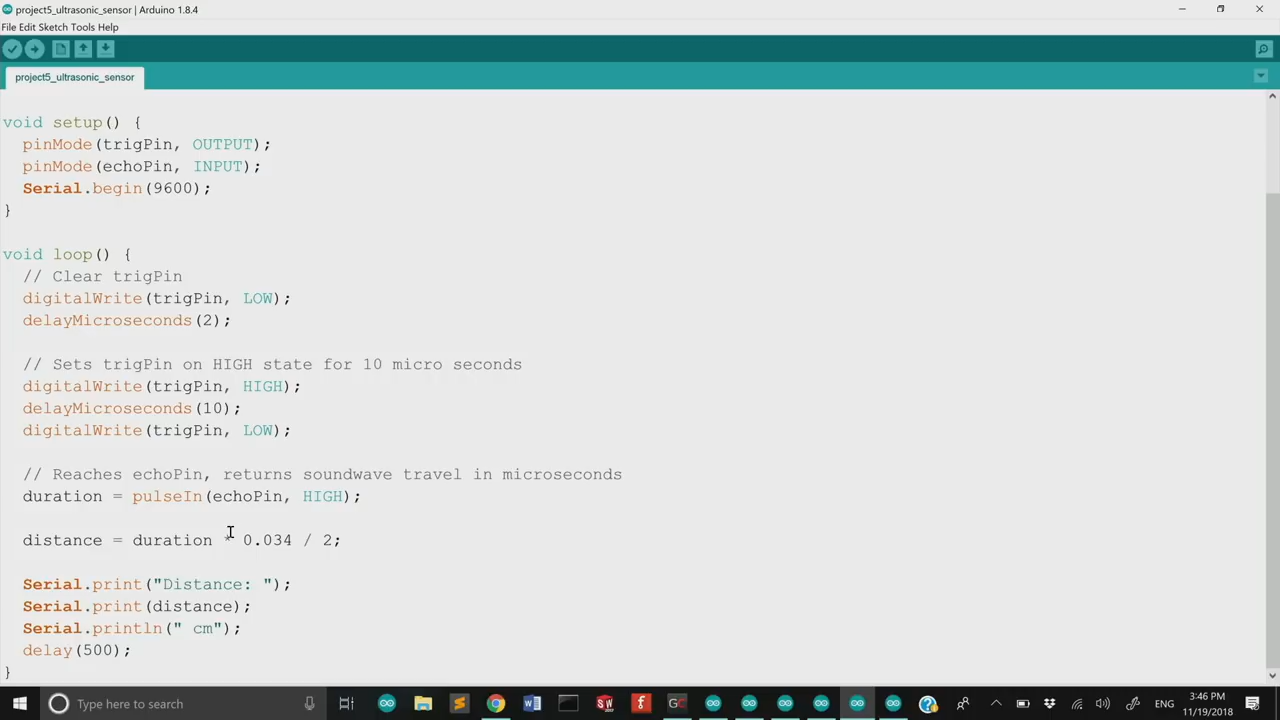 project5_ultrasonic_sensor | Arduino 1.8.4
File Edit Sketch Tools Help
project5_ultrasonic_sensor
void setup() {
  pinMode(trigPin, OUTPUT);
  pinMode(echoPin, INPUT);
  Serial.begin(9600);
}
void loop() {
  // Clear trigPin
  digitalWrite(trigPin, LOW);
  delayMicroseconds(2);
  // Sets trigPin on HIGH state for 10 micro seconds
  digitalWrite(trigPin, HIGH);
  delayMicroseconds(10);
  digitalWrite(trigPin, LOW);
  // Reaches echoPin, returns soundwave travel in microseconds
  duration = pulseIn(echoPin, HIGH);
  distance = duration * 0.034 / 2;
  Serial.print("Distance: ");
  Serial.print(distance);
  Serial.println(" cm");
  delay(500);
}
Type here to search
SW
GC
ENG
3:46 PM
11/19/2018